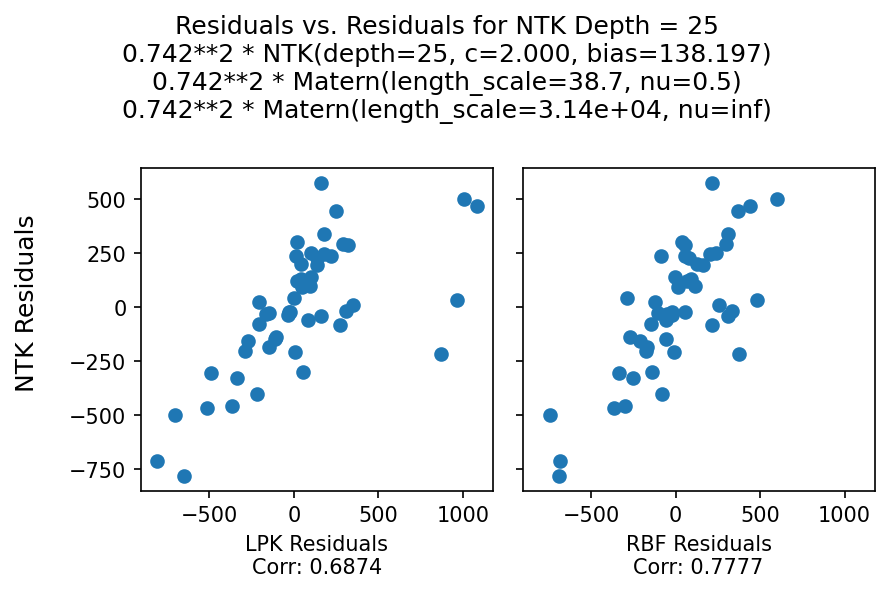 Residuals vs. Residuals for NTK Depth = 25
0.742**2 * NTK(depth=25, c=2.000, bias=138.197)
0.742**2 * Matern(length_scale=38.7, nu=0.5)
0.742**2 * Matern(length_scale=3.14e+04, nu=inf)
NTK Residuals
500
250
0
−250
−500
−750
−500 0 500 1000
LPK Residuals
Corr: 0.6874
−500 0 500 1000
RBF Residuals
Corr: 0.7777